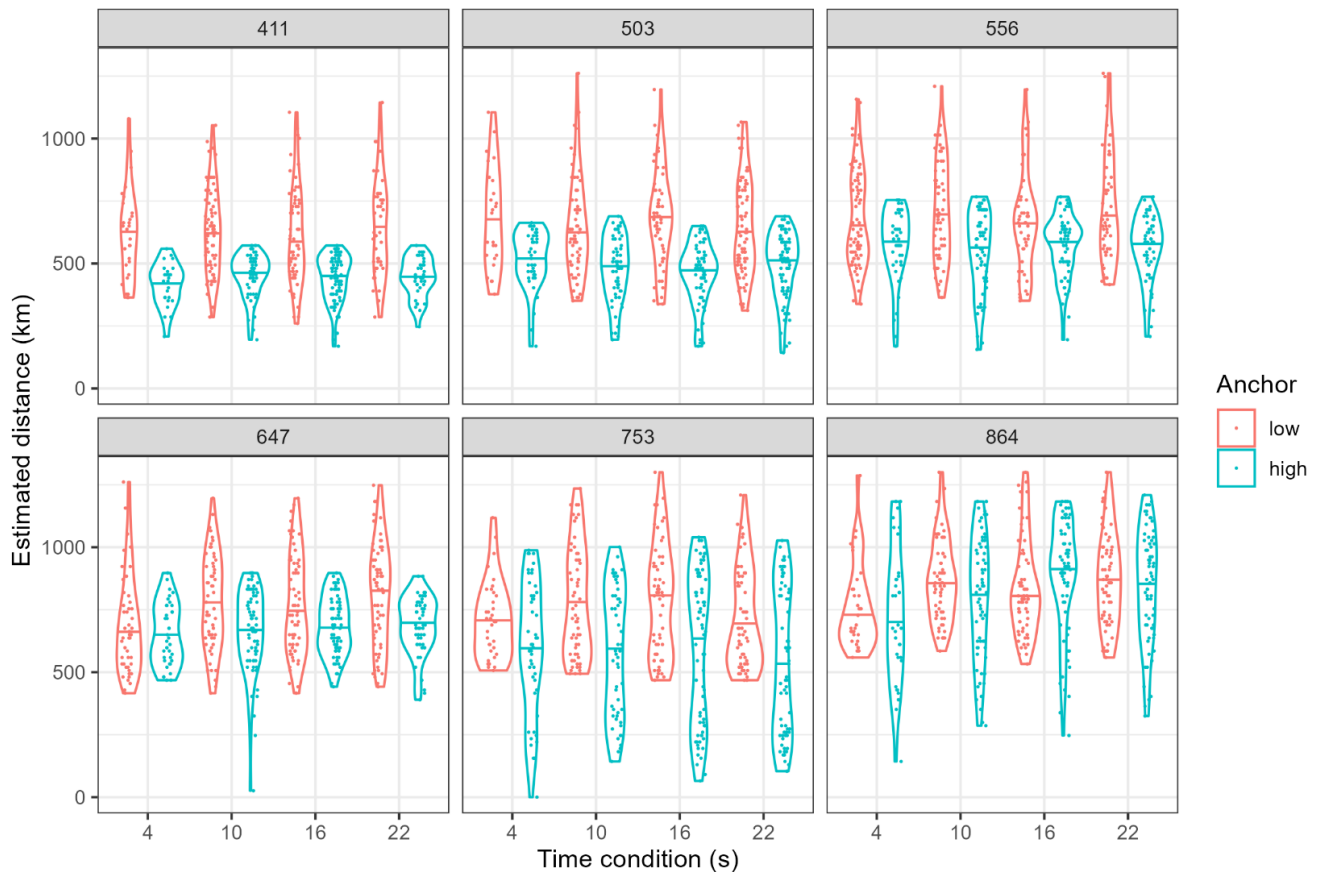 411 503 556
1000
500
0
647 753 864
1000
500
0
4 10 16 22 4 10 16 22 4 10 16 22
Time condition (s)
Estimated distance (km)
Anchor
low
high